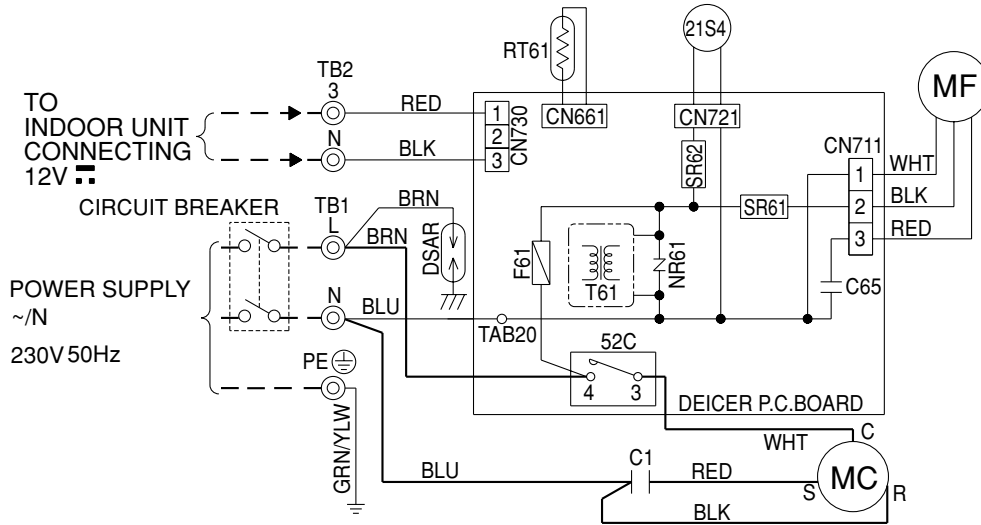 21S4
RT61
MF
TB2
3
TO
INDOOR UNIT
CONNECTING
12V
RED
1
2
3
CN730
CN661
CN721
N
BLK
SR62
CN711
WHT
1
2
3
BLK
RED
CIRCUIT BREAKER
TB1
L
BRN
BRN
DSAR
F61
T61
NR61
SR61
C65
POWER SUPPLY
~/N
230V 50Hz
N
BLU
TAB20
52C
4 3
PE
GRN/YLW
DEICER P.C.BOARD
WHT
C
BLU
C1
RED
S
MC
R
BLK